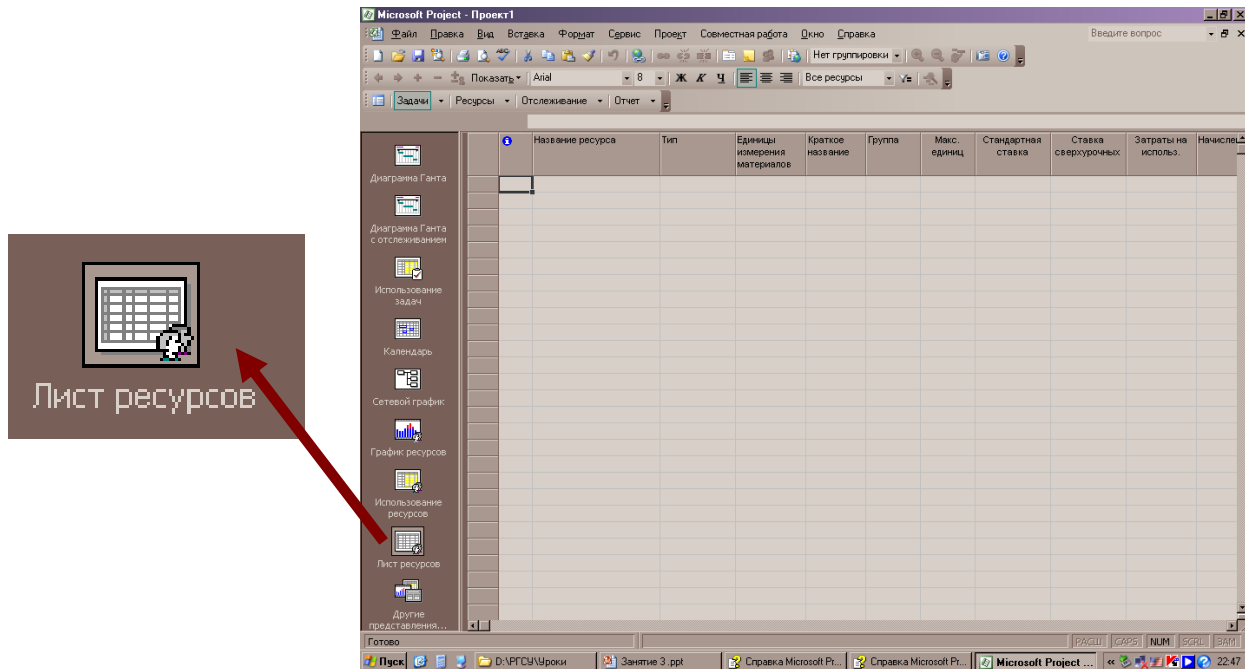 Лист ресурсов
Microsoft Project - Проект1
Файл Правка Вид Вставка Формат Сервис Проект Совместная работа Окно Справка Введите вопрос
Нет группировки
Показать Arial 8 Ж К Ч Все ресурсы
Задачи Ресурсы Отслеживание Отчет
Название ресурса Тип Единицы измерения материалов Краткое название Группа Макс. единиц Стандартная ставка Ставка сверхурочных Затраты на использ.
Диаграмма Ганта
Диаграмма Ганта
с отслеживанием
Использование
задач
Календарь
Сетевой график
График ресурсов
Использование
ресурсов
Лист ресурсов
Другие
представления...
Готово РАСШ CAPS NUM SCRL ЗАМ
Пуск D:\РГСУ\Уроки Занятие 3 .ppt Справка Microsoft Pr... Справка Microsoft Pr... Microsoft Project ... « 22:47